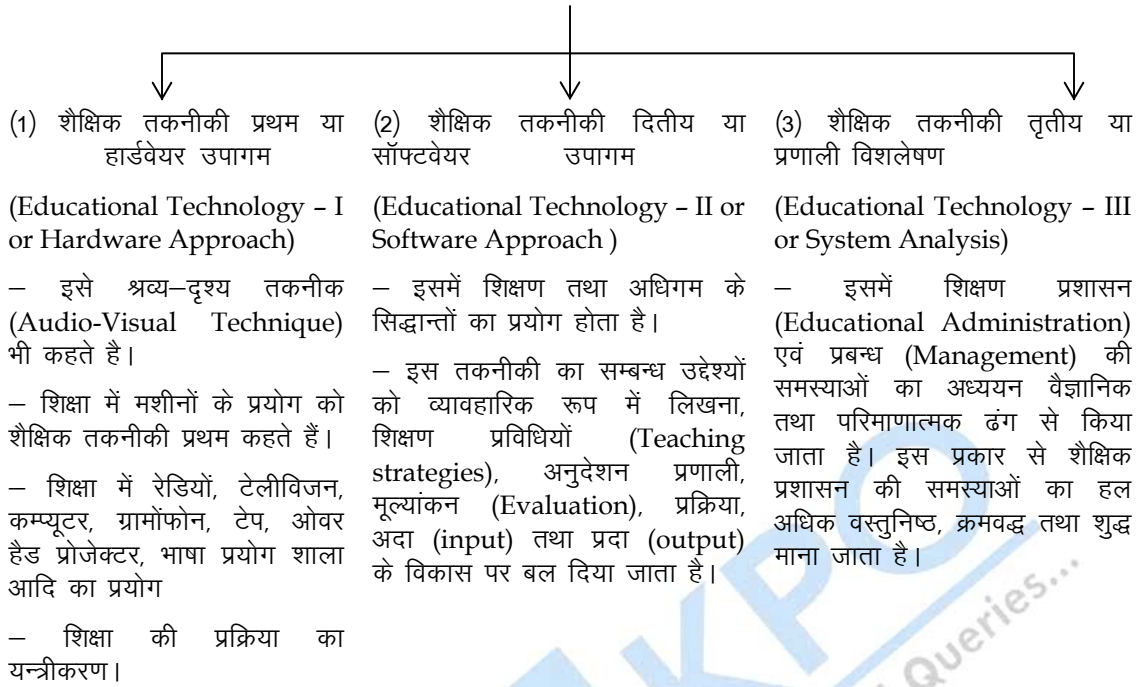 (1) शैक्षिक तकनीकी प्रथम या
हार्डवेयर उपागम
(Educational Technology – I
or Hardware Approach)
– इसे श्रव्य–दृश्य तकनीक
(Audio-Visual Technique)
भी कहते है।
– शिक्षा में मशीनों के प्रयोग को
शैक्षिक तकनीकी प्रथम कहते हैं।
– शिक्षा में रेडियों, टेलीविजन,
कम्प्यूटर, ग्रामोंफोन, टेप, ओवर
हैड प्रोजेक्टर, भाषा प्रयोग शाला
आदि का प्रयोग
– शिक्षा की प्रक्रिया का
यन्त्रीकरण।
(2) शैक्षिक तकनीकी दितीय या
सॉफ्टवेयर उपागम
(Educational Technology – II or
Software Approach )
– इसमें शिक्षण तथा अधिगम के
सिद्धान्तों का प्रयोग होता है।
– इस तकनीकी का सम्बन्ध उद्देश्यों
को व्यावहारिक रूप में लिखना,
शिक्षण प्रविधियों (Teaching
strategies), अनुदेशन प्रणाली,
मूल्यांकन (Evaluation), प्रक्रिया,
अदा (input) तथा प्रदा (output)
के विकास पर बल दिया जाता है।
(3) शैक्षिक तकनीकी तृतीय या
प्रणाली विशलेषण
(Educational Technology – III
or System Analysis)
– इसमें शिक्षण प्रशासन
(Educational Administration)
एवं प्रबन्ध (Management) की
समस्याओं का अध्ययन वैज्ञानिक
तथा परिमाणात्मक ढंग से किया
जाता है। इस प्रकार से शैक्षिक
प्रशासन की समस्याओं का हल
अधिक वस्तुनिष्ठ, क्रमवद्ध तथा शुद्ध
माना जाता है।
KPO
Queries...